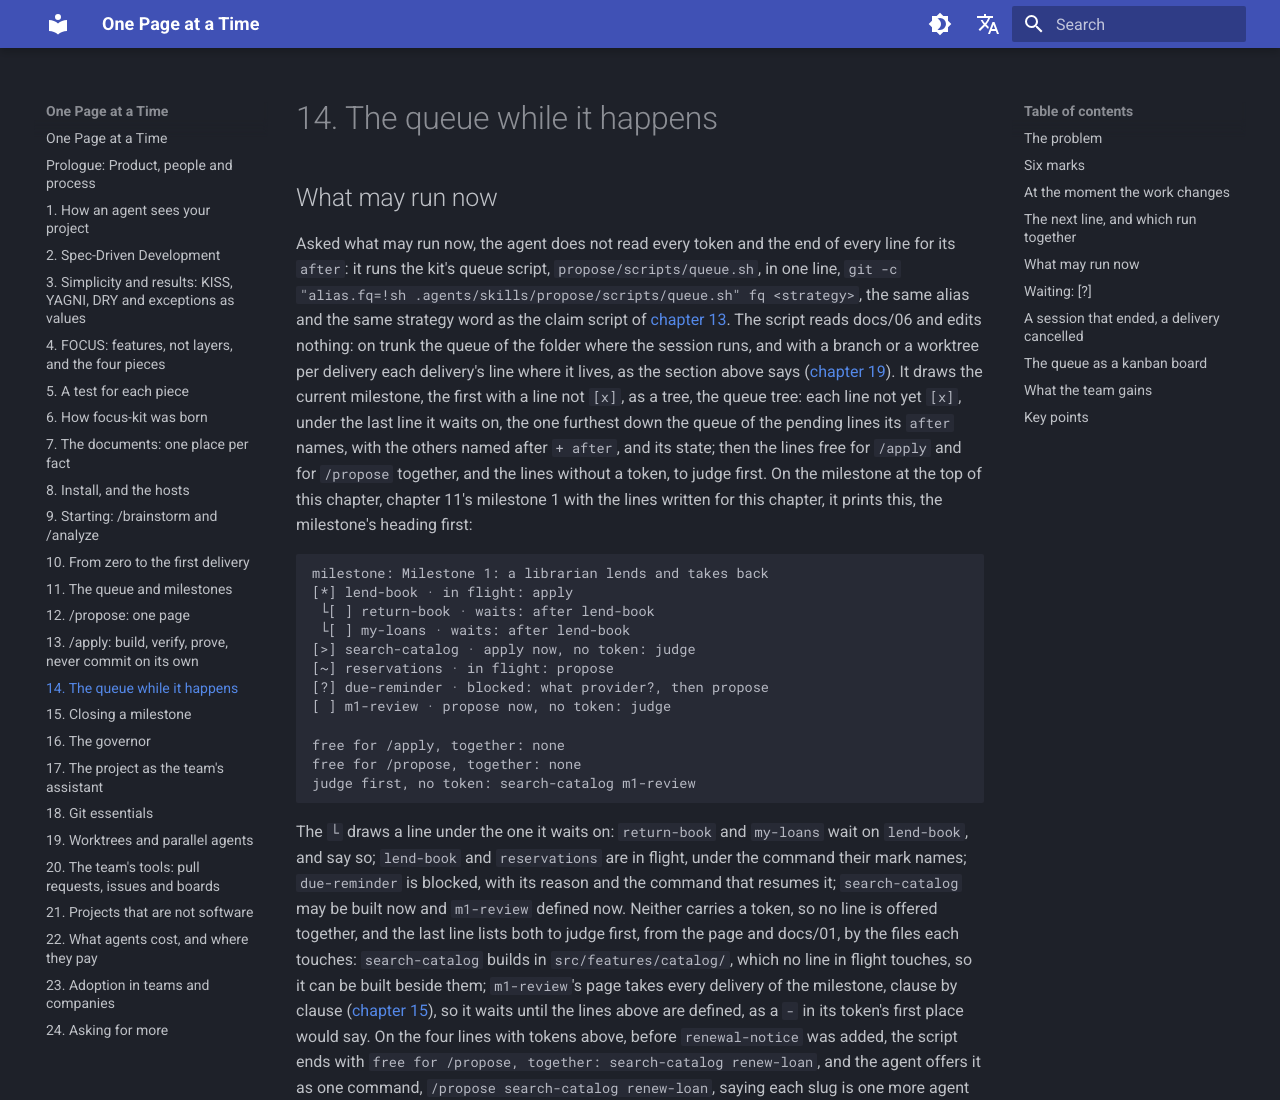 One Page at a Time
Search
One Page at a Time
One Page at a Time
Prologue: Product, people and
process
1. How an agent sees your
project
2. Spec-Driven Development
3. Simplicity and results: KISS,
YAGNI, DRY and exceptions as
values
4. FOCUS: features, not layers,
and the four pieces
5. A test for each piece
6. How focus-kit was born
7. The documents: one place per
fact
8. Install, and the hosts
9. Starting: /brainstorm and
/analyze
10. From zero to the first delivery
11. The queue and milestones
12. /propose: one page
13. /apply: build, verify, prove,
never commit on its own
14. The queue while it happens
15. Closing a milestone
16. The governor
17. The project as the team's
assistant
18. Git essentials
19. Worktrees and parallel agents
20. The team's tools: pull
requests, issues and boards
21. Projects that are not software
22. What agents cost, and where
they pay
23. Adoption in teams and
companies
24. Asking for more
14. The queue while it happens
What may run now
Asked what may run now, the agent does not read every token and the end of every line for its
after: it runs the kit's queue script, propose/scripts/queue.sh, in one line, git -c
"alias.fq=!sh .agents/skills/propose/scripts/queue.sh" fq <strategy>, the same alias
and the same strategy word as the claim script of chapter 13. The script reads docs/06 and edits
nothing: on trunk the queue of the folder where the session runs, and with a branch or a worktree
per delivery each delivery's line where it lives, as the section above says (chapter 19). It draws the
current milestone, the first with a line not [x], as a tree, the queue tree: each line not yet [x],
under the last line it waits on, the one furthest down the queue of the pending lines its after
names, with the others named after + after, and its state; then the lines free for /apply and
for /propose together, and the lines without a token, to judge first. On the milestone at the top of
this chapter, chapter 11's milestone 1 with the lines written for this chapter, it prints this, the
milestone's heading first:
milestone: Milestone 1: a librarian lends and takes back
[*] lend-book · in flight: apply
└[ ] return-book · waits: after lend-book
└[ ] my-loans · waits: after lend-book
[>] search-catalog · apply now, no token: judge
[~] reservations · in flight: propose
[?] due-reminder · blocked: what provider?, then propose
[ ] m1-review · propose now, no token: judge
free for /apply, together: none
free for /propose, together: none
judge first, no token: search-catalog m1-review
The └ draws a line under the one it waits on: return-book and my-loans wait on lend-book,
and say so; lend-book and reservations are in flight, under the command their mark names;
due-reminder is blocked, with its reason and the command that resumes it; search-catalog
may be built now and m1-review defined now. Neither carries a token, so no line is offered
together, and the last line lists both to judge first, from the page and docs/01, by the files each
touches: search-catalog builds in src/features/catalog/, which no line in flight touches, so
it can be built beside them; m1-review's page takes every delivery of the milestone, clause by
clause (chapter 15), so it waits until the lines above are defined, as a - in its token's first place
would say. On the four lines with tokens above, before renewal-notice was added, the script
ends with free for /propose, together: search-catalog renew-loan, and the agent offers it
as one command, /propose search-catalog renew-loan, saying each slug is one more agent
Table of contents
The problem
Six marks
At the moment the work changes
The next line, and which run
together
What may run now
Waiting: [?]
A session that ended, a delivery
cancelled
The queue as a kanban board
What the team gains
Key points